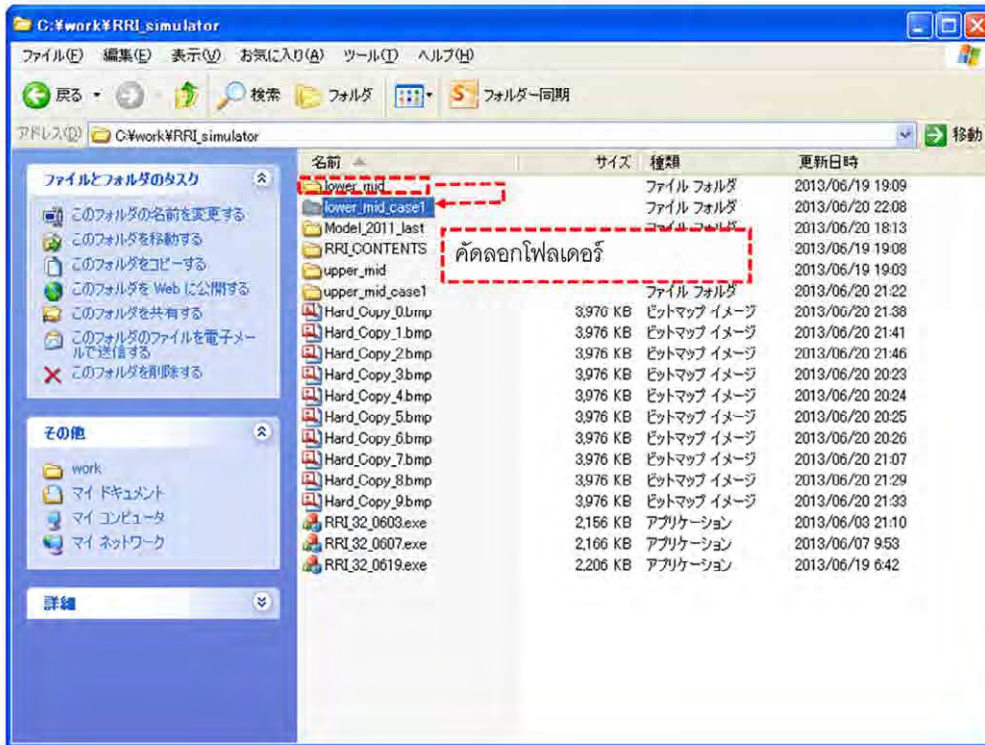 C:¥work¥RRI_simulator
ファイル(F) 編集(E) 表示(V) お気に入り(A) ツール(T) ヘルプ(H)
戻る 検索 フォルダ フォルダー同期
アドレス(D) C:¥work¥RRI_simulator 移動
ファイルとフォルダのタスク
このフォルダの名前を変更する
このフォルダを移動する
このフォルダをコピーする
このフォルダを Web に公開する
このフォルダを共有する
このフォルダのファイルを電子メー
ルで送信する
このフォルダを削除する
その他
work
マイ ドキュメント
マイ コンピュータ
マイ ネットワーク
詳細
名前 サイズ 種類 更新日時
lower_mid ファイル フォルダ 2013/06/19 19:09
lower_mid_case1 ファイル フォルダ 2013/06/20 22:08
Model_2011_last ファイル フォルダ 2013/06/20 18:13
RRI_CONTENTS 2013/06/19 19:08
คัดลอกโฟลเดอร์
upper_mid 2013/06/19 19:03
upper_mid_case1 ファイル フォルダ 2013/06/20 21:22
Hard_Copy_0.bmp 3,976 KB ビットマップ イメージ 2013/06/20 21:38
Hard_Copy_1.bmp 3,976 KB ビットマップ イメージ 2013/06/20 21:41
Hard_Copy_2.bmp 3,976 KB ビットマップ イメージ 2013/06/20 21:46
Hard_Copy_3.bmp 3,976 KB ビットマップ イメージ 2013/06/20 20:23
Hard_Copy_4.bmp 3,976 KB ビットマップ イメージ 2013/06/20 20:24
Hard_Copy_5.bmp 3,976 KB ビットマップ イメージ 2013/06/20 20:25
Hard_Copy_6.bmp 3,976 KB ビットマップ イメージ 2013/06/20 20:26
Hard_Copy_7.bmp 3,976 KB ビットマップ イメージ 2013/06/20 21:07
Hard_Copy_8.bmp 3,976 KB ビットマップ イメージ 2013/06/20 21:29
Hard_Copy_9.bmp 3,976 KB ビットマップ イメージ 2013/06/20 21:33
RRI_32_0603.exe 2,156 KB アプリケーション 2013/06/03 21:10
RRI_32_0607.exe 2,166 KB アプリケーション 2013/06/07 9:53
RRI_32_0619.exe 2,206 KB アプリケーション 2013/06/19 6:42